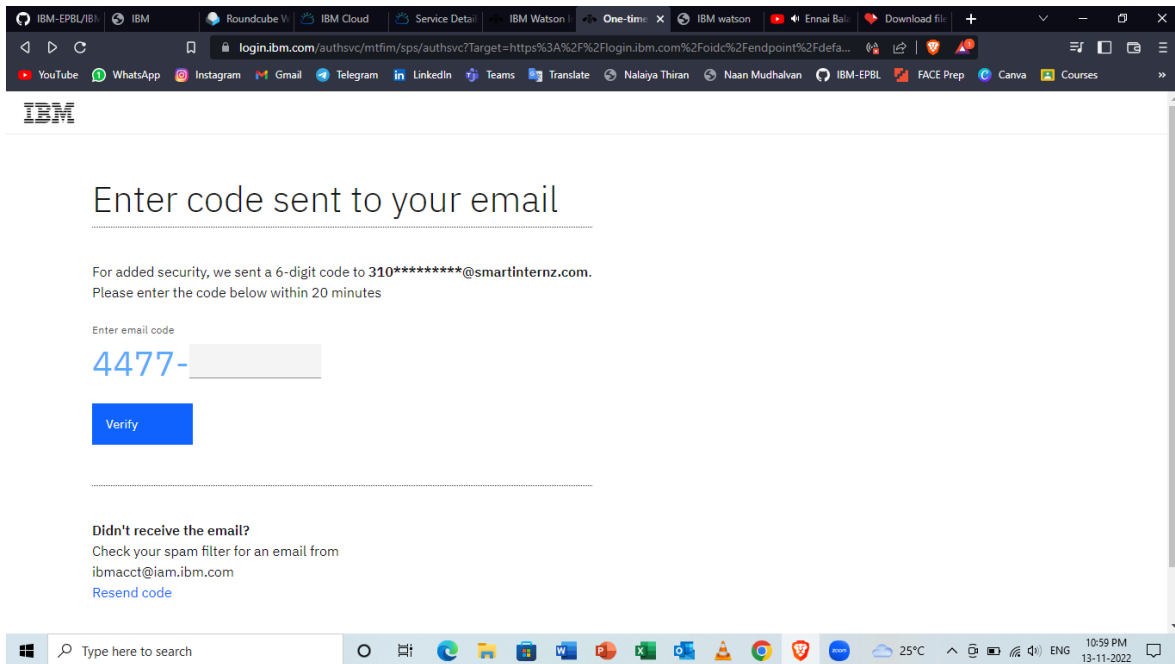 IBM-EPBL/IBM
IBM
Roundcube W
IBM Cloud
Service Detail
IBM Watson
One-time
IBM watson
Ennai Bala
Download file
login.ibm.com/authsvc/mtfim/sps/authsvc?Target=https%3A%2F%2Flogin.ibm.com%2Foidc%2Fendpoint%2Fdefa...
YouTube
WhatsApp
Instagram
Gmail
Telegram
LinkedIn
Teams
Translate
Nalaiya Thiran
Naan Mudhalvan
IBM-EPBL
FACE Prep
Canva
Courses
»
IBM
Enter code sent to your email
For added security, we sent a 6-digit code to 310*********@smartinternz.com.
Please enter the code below within 20 minutes
Enter email code
4477-
Verify
Didn't receive the email?
Check your spam filter for an email from
ibmacct@iam.ibm.com
Resend code
Type here to search
zoom
25°C
ENG
10:59 PM
13-11-2022